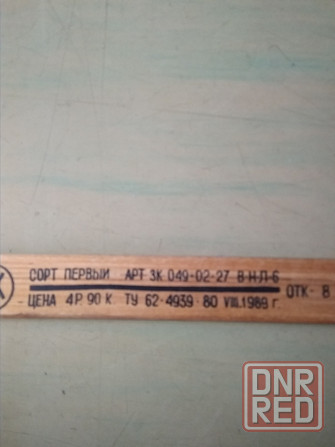 СОРТ ПЕРВЫЙ АРТ ЗК 049-02-27 В-Н-Л-6
ЦЕНА 4Р. 90 К. ТУ 62-4939-80 VIII.1989 г.
ОТК- 8
DNR
RED